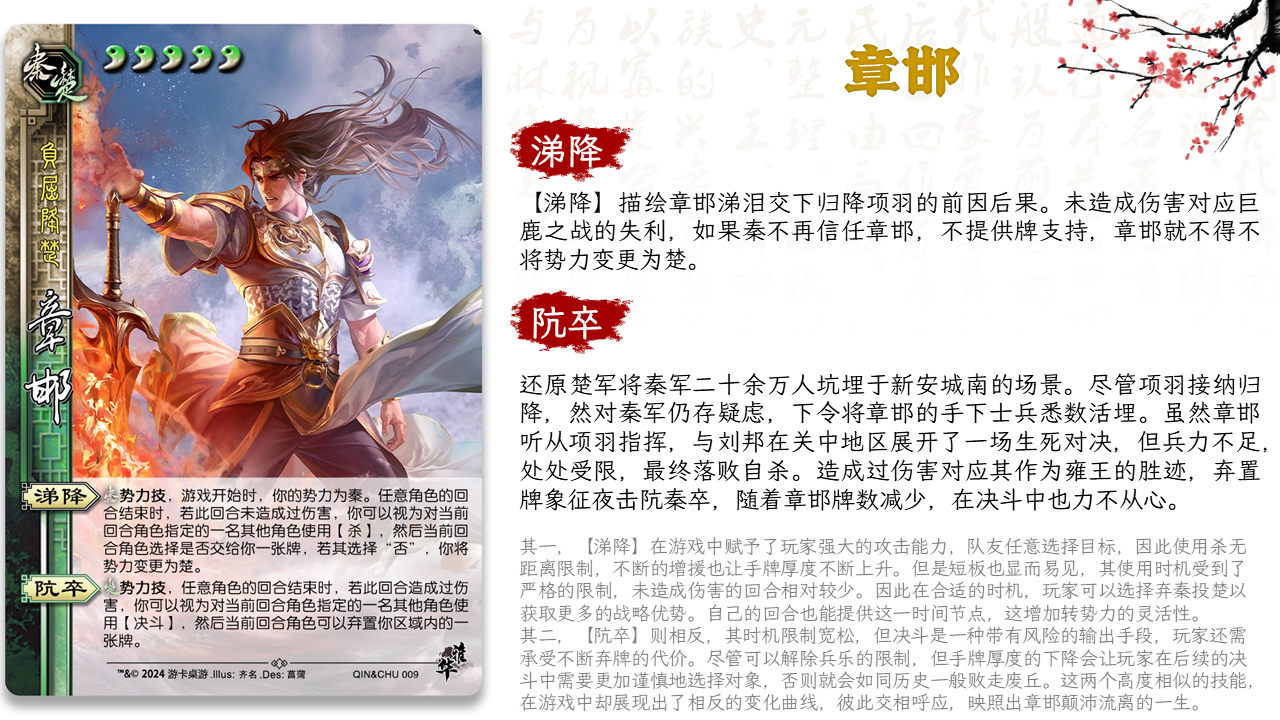 秦
楚
負屈降楚
章邯
涕降
秦势力技，游戏开始时，你的势力为秦。任意角色的回
合结束时，若此回合未造成过伤害，你可以视为对当前
回合角色指定的一名其他角色使用【杀】，然后当前回
合角色选择是否交给你一张牌，若其选择“否”，你将
势力变更为楚。
阬卒
楚势力技，任意角色的回合结束时，若此回合造成过伤
害，你可以视为对当前回合角色指定的一名其他角色使
用【决斗】，然后当前回合角色可以弃置你区域内的一
张牌。
™&© 2024 游卡桌游 .Illus: 齐名 .Des: 菖蒲
QIN&CHU 009
章邯
涕降
【涕降】描绘章邯涕泪交下归降项羽的前因后果。未造成伤害对应巨
鹿之战的失利，如果秦不再信任章邯，不提供牌支持，章邯就不得不
将势力变更为楚。
阬卒
还原楚军将秦军二十余万人坑埋于新安城南的场景。尽管项羽接纳归
降，然对秦军仍存疑虑，下令将章邯的手下士兵悉数活埋。虽然章邯
听从项羽指挥，与刘邦在关中地区展开了一场生死对决，但兵力不足，
处处受限，最终落败自杀。造成过伤害对应其作为雍王的胜迹，弃置
牌象征夜击阬秦卒，随着章邯牌数减少，在决斗中也力不从心。
其一，【涕降】在游戏中赋予了玩家强大的攻击能力，队友任意选择目标，因此使用杀无
距离限制，不断的增援也让手牌厚度不断上升。但是短板也显而易见，其使用时机受到了
严格的限制，未造成伤害的回合相对较少。因此在合适的时机，玩家可以选择弃秦投楚以
获取更多的战略优势。自己的回合也能提供这一时间节点，这增加转势力的灵活性。
其二，【阬卒】则相反，其时机限制宽松，但决斗是一种带有风险的输出手段，玩家还需
承受不断弃牌的代价。尽管可以解除兵乐的限制，但手牌厚度的下降会让玩家在后续的决
斗中需要更加谨慎地选择对象，否则就会如同历史一般败走废丘。这两个高度相似的技能，
在游戏中却展现出了相反的变化曲线，彼此交相呼应，映照出章邯颠沛流离的一生。